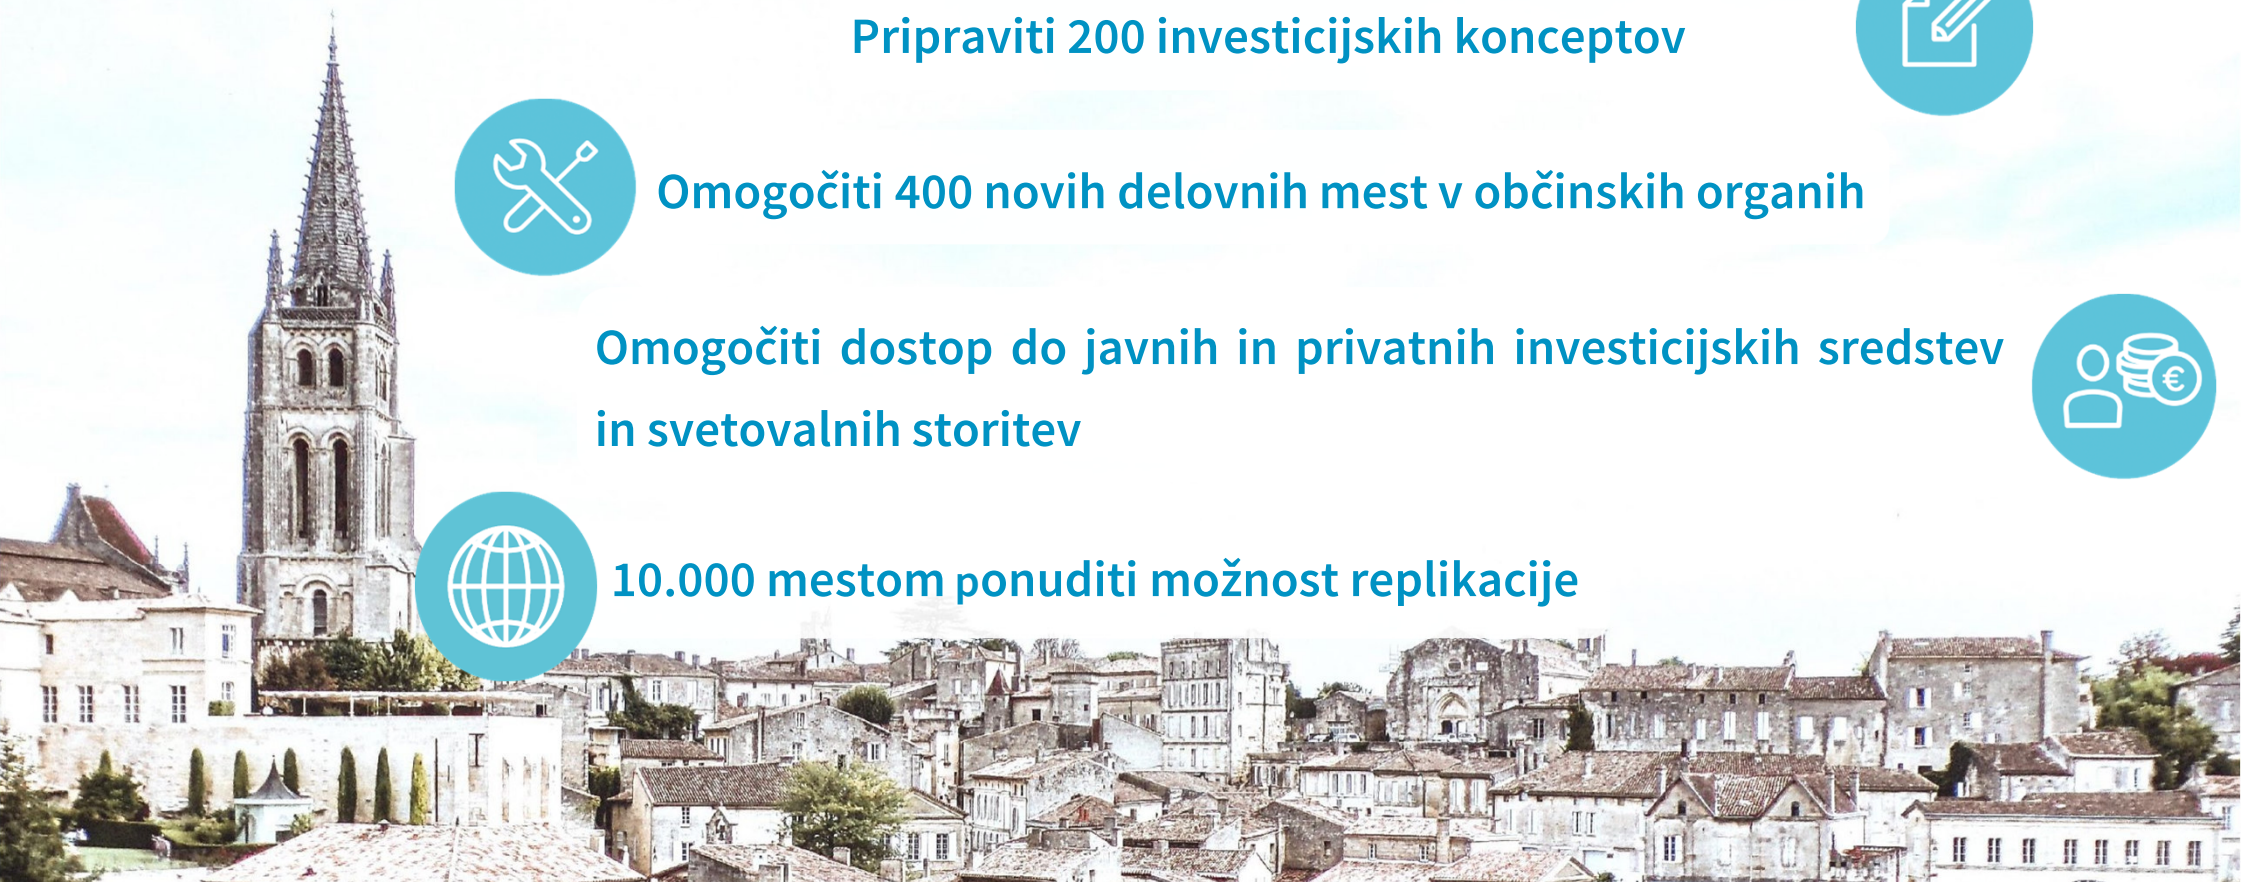 Pripraviti 200 investicijskih konceptov
Omogočiti 400 novih delovnih mest v občinskih organih
Omogočiti dostop do javnih in privatnih investicijskih sredstev
in svetovalnih storitev
10.000 mestom ponuditi možnost replikacije